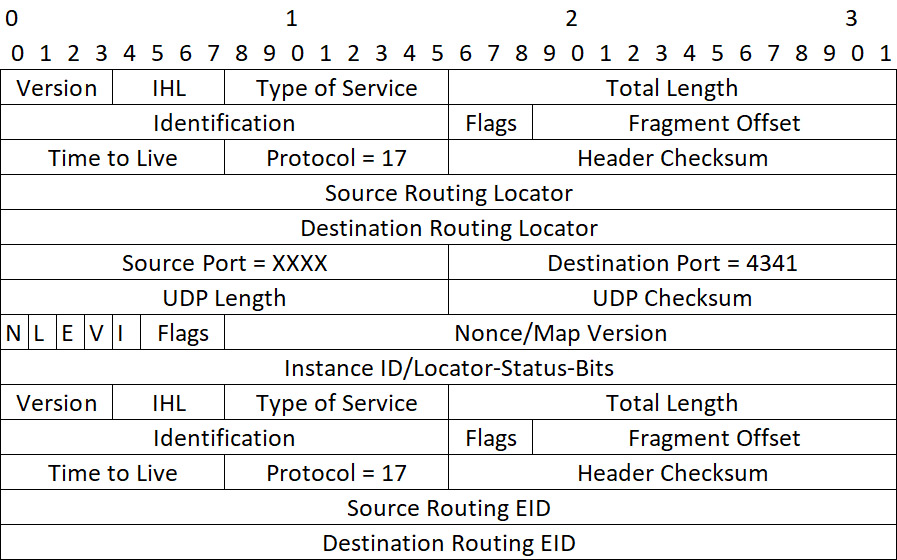 0 1 2 3
0 1 2 3 4 5 6 7 8 9 0 1 2 3 4 5 6 7 8 9 0 1 2 3 4 5 6 7 8 9 0 1
Version IHL Type of Service Total Length
Identification Flags Fragment Offset
Time to Live Protocol = 17 Header Checksum
Source Routing Locator
Destination Routing Locator
Source Port = XXXX Destination Port = 4341
UDP Length UDP Checksum
N L E V I Flags Nonce/Map Version
Instance ID/Locator-Status-Bits
Version IHL Type of Service Total Length
Identification Flags Fragment Offset
Time to Live Protocol = 17 Header Checksum
Source Routing EID
Destination Routing EID